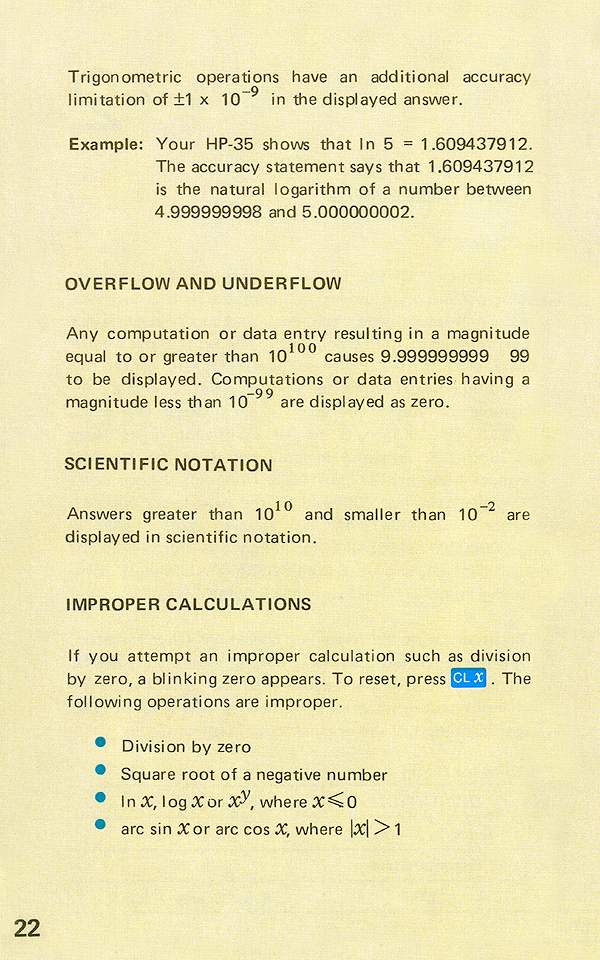 Trigonometric operations have an additional accuracy
limitation of ±1 x 10⁻⁹ in the displayed answer.
Example: Your HP-35 shows that ln 5 = 1.609437912.
The accuracy statement says that 1.609437912
is the natural logarithm of a number between
4.999999998 and 5.000000002.
OVERFLOW AND UNDERFLOW
Any computation or data entry resulting in a magnitude
equal to or greater than 10¹⁰⁰ causes 9.999999999 99
to be displayed. Computations or data entries having a
magnitude less than 10⁻⁹⁹ are displayed as zero.
SCIENTIFIC NOTATION
Answers greater than 10¹⁰ and smaller than 10⁻² are
displayed in scientific notation.
IMPROPER CALCULATIONS
If you attempt an improper calculation such as division
by zero, a blinking zero appears. To reset, press CL x . The
following operations are improper.
• Division by zero
• Square root of a negative number
• ln x, log x or xʸ, where x ⩽ 0
• arc sin x or arc cos x, where |x| > 1
22